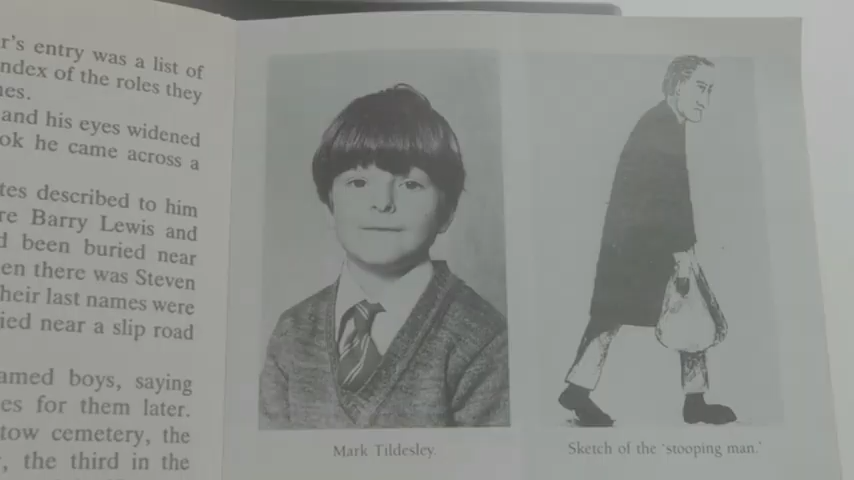 r's entry was a list of
ndex of the roles they
nes.
and his eyes widened
ok he came across a
tes described to him
re Barry Lewis and
d been buried near
en there was Steven
heir last names were
ied near a slip road
amed boys, saying
es for them later.
tow cemetery, the
, the third in the
Mark Tildesley.
Sketch of the 'stooping man.'